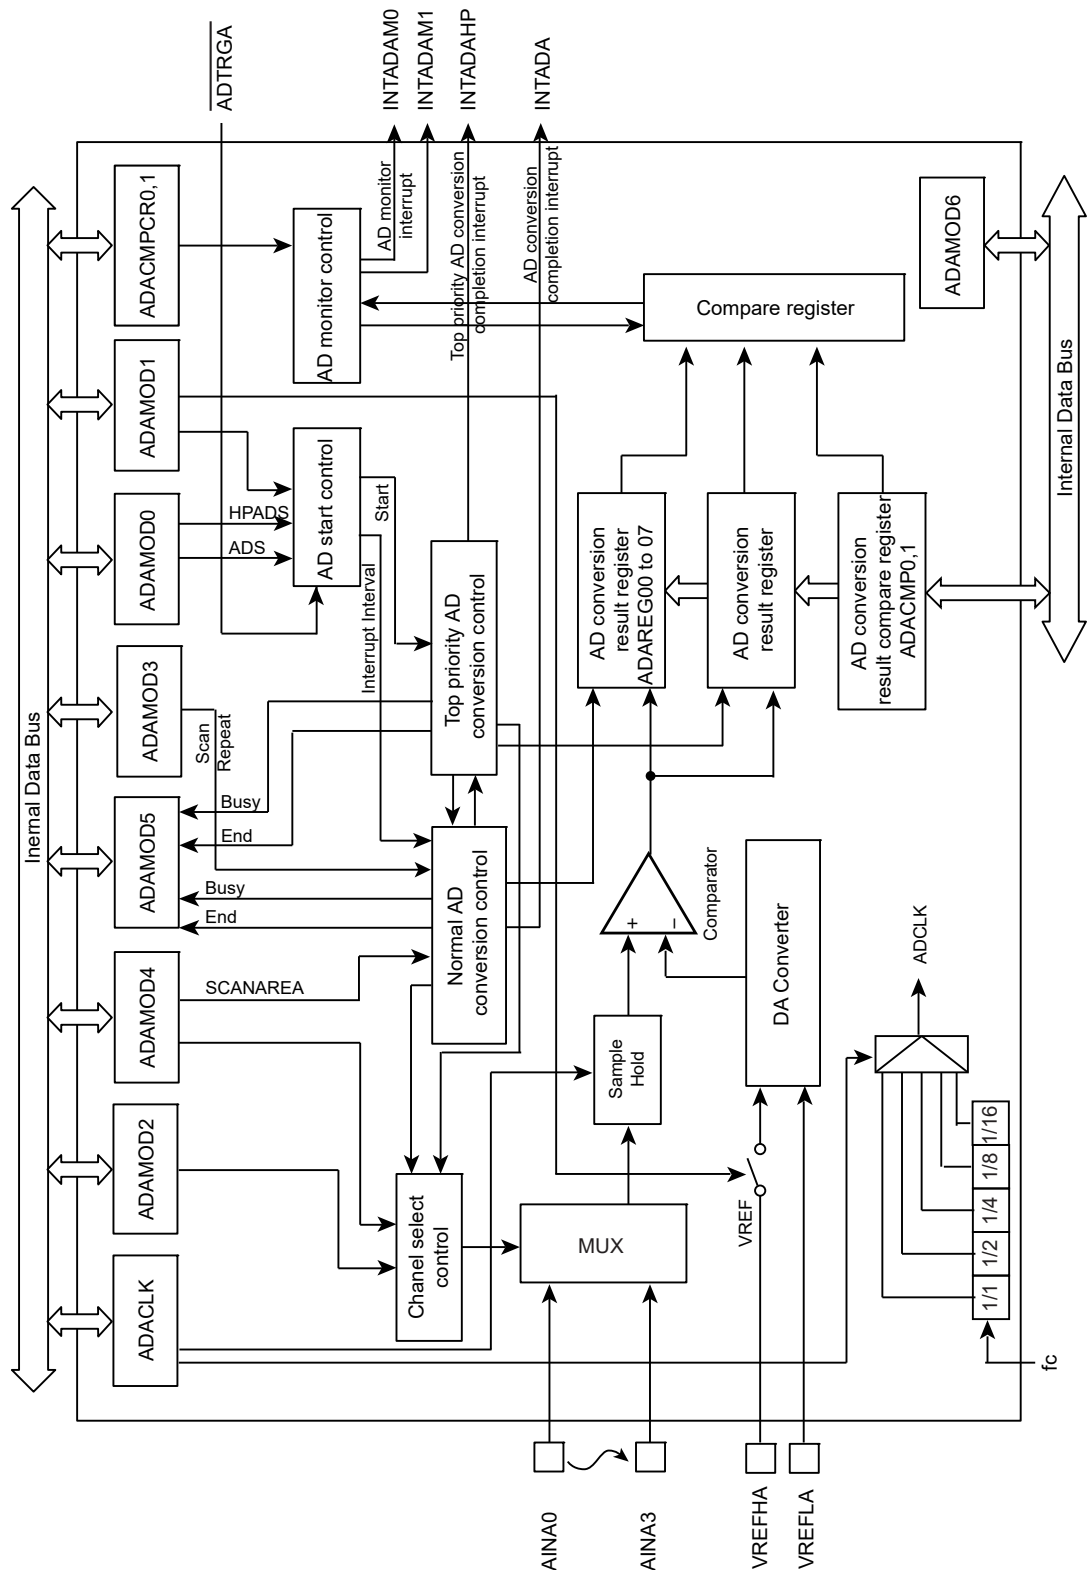 Inernal Data Bus
ADACLK
ADAMOD2
ADAMOD4
ADAMOD5
ADAMOD3
ADAMOD0
ADAMOD1
ADACMPCR0,1
SCANAREA
End
Busy
End
Busy
Scan
Repeat
ADS
HPADS
ADTRGA
Chanel select
control
Normal AD
conversion control
Top priority AD
conversion control
Interrupt Interval
Start
AD start control
AD monitor control
AD monitor
interrupt
INTADAM0
INTADAM1
Top priority AD conversion
completion interrupt
INTADAHP
AD conversion
completion interrupt
INTADA
AINA0
AINA3
MUX
Sample
Hold
+
−
Comparator
AD conversion
result register
ADAREG00 to 07
AD conversion
result register
AD conversion
result compare register
ADACMP0,1
Compare register
VREFHA
VREFLA
VREF
DA Converter
ADCLK
1/1
1/2
1/4
1/8
1/16
fc
ADAMOD6
Internal Data Bus